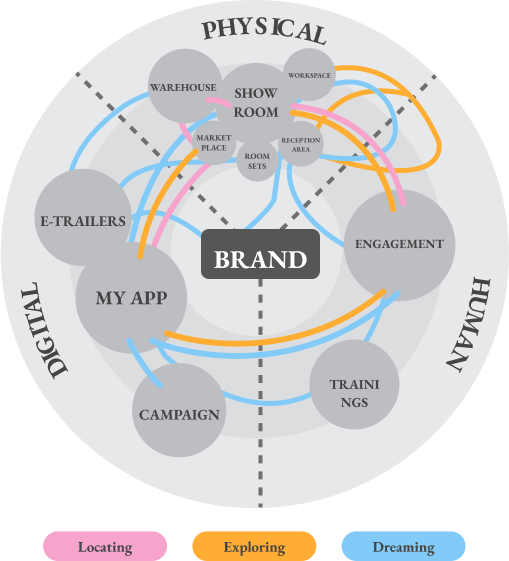 PHYSICAL
WORKSPACE
WAREHOUSE
SHOW
ROOM
MARKET
PLACE
RECEPTION
AREA
ROOM
SETS
E-TRAILERS
ENGAGEMENT
BRAND
MY APP
DIGITAL
HUMAN
TRAINI
NGS
CAMPAIGN
Locating
Exploring
Dreaming